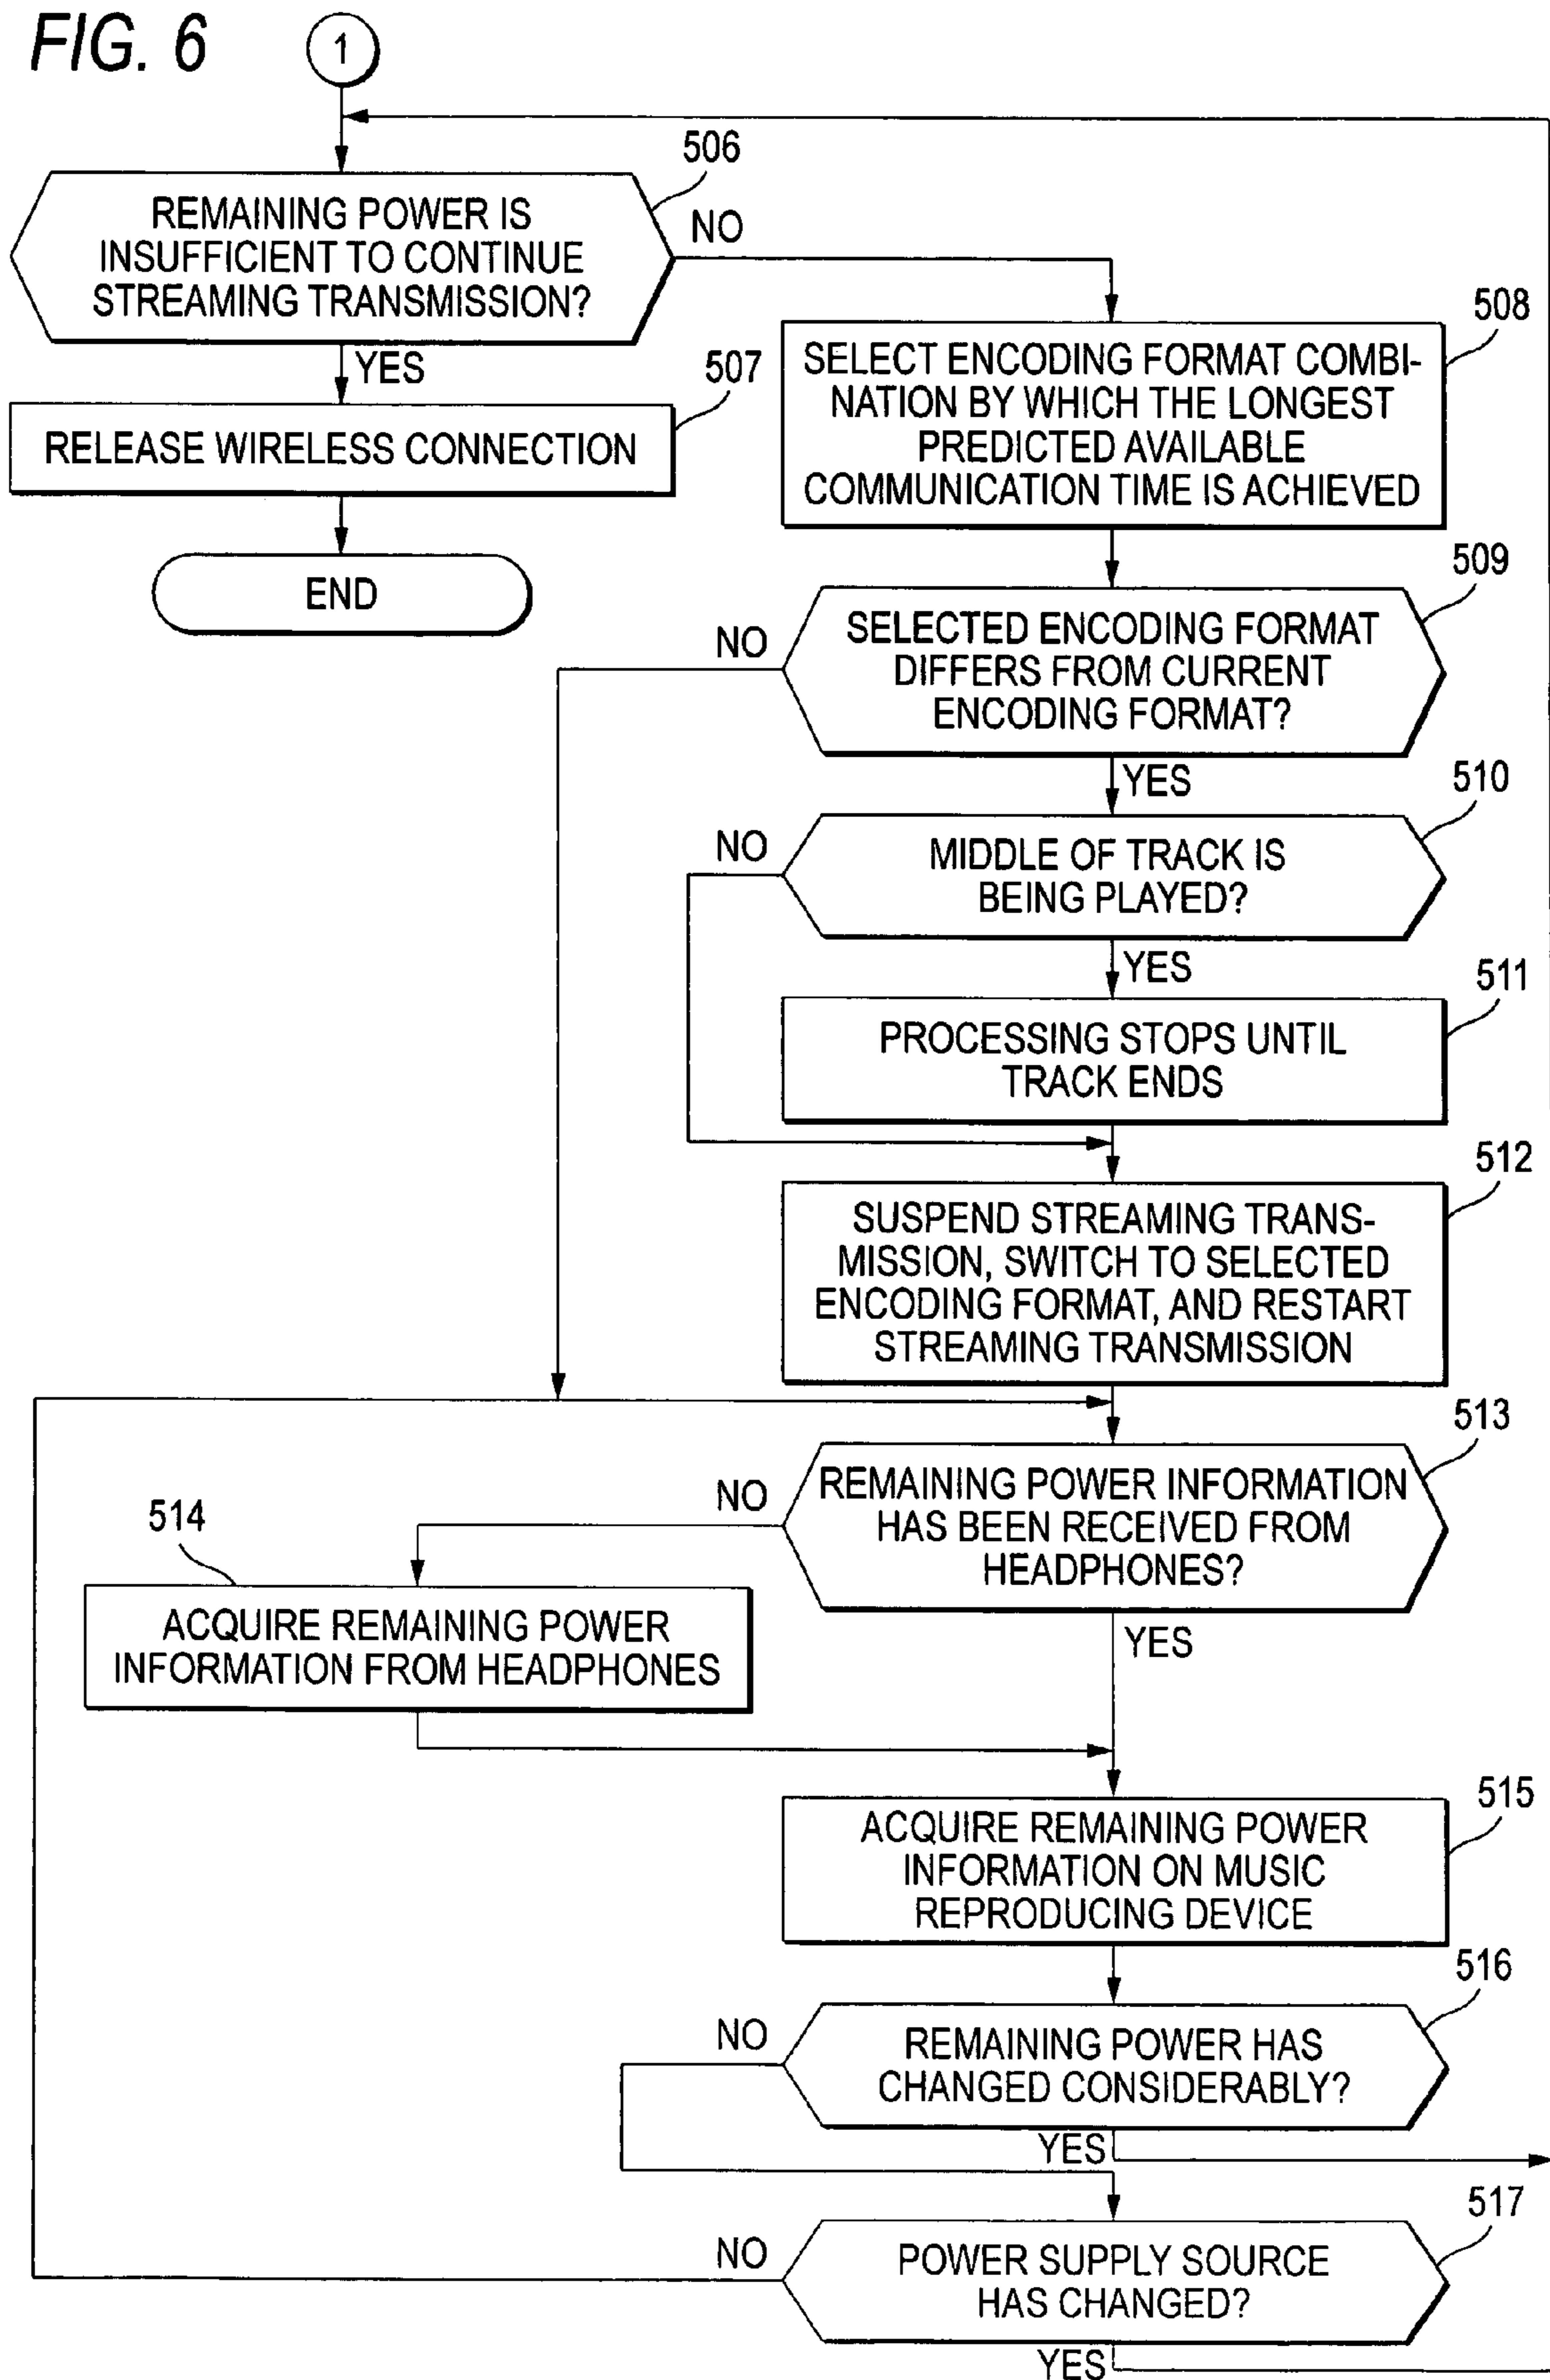 FIG. 6
1
506
REMAINING POWER IS
INSUFFICIENT TO CONTINUE
STREAMING TRANSMISSION?
NO
YES
507
RELEASE WIRELESS CONNECTION
END
508
SELECT ENCODING FORMAT COMBI-
NATION BY WHICH THE LONGEST
PREDICTED AVAILABLE
COMMUNICATION TIME IS ACHIEVED
509
SELECTED ENCODING FORMAT
DIFFERS FROM CURRENT
ENCODING FORMAT?
NO
YES
510
MIDDLE OF TRACK IS
BEING PLAYED?
NO
YES
511
PROCESSING STOPS UNTIL
TRACK ENDS
512
SUSPEND STREAMING TRANS-
MISSION, SWITCH TO SELECTED
ENCODING FORMAT, AND RESTART
STREAMING TRANSMISSION
513
REMAINING POWER INFORMATION
HAS BEEN RECEIVED FROM
HEADPHONES?
NO
YES
514
ACQUIRE REMAINING POWER
INFORMATION FROM HEADPHONES
515
ACQUIRE REMAINING POWER
INFORMATION ON MUSIC
REPRODUCING DEVICE
516
REMAINING POWER HAS
CHANGED CONSIDERABLY?
NO
YES
517
POWER SUPPLY SOURCE
HAS CHANGED?
NO
YES